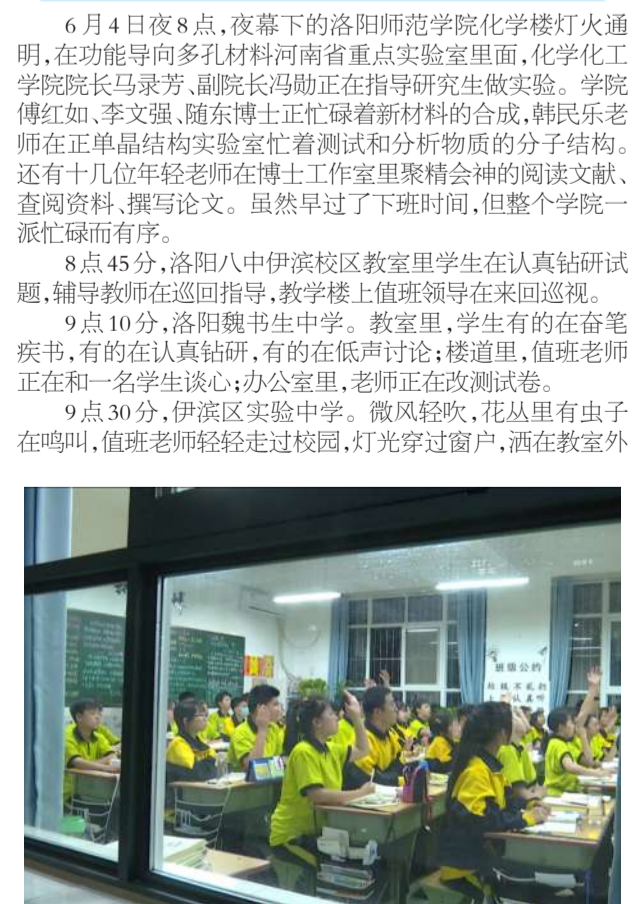 6月4日夜8点，夜幕下的洛阳师范学院化学楼灯火通
明，在功能导向多孔材料河南省重点实验室里面，化学化工
学院院长马录芳、副院长冯勋正在指导研究生做实验。学院
傅红如、李文强、随东博士正忙碌着新材料的合成，韩民乐老
师在正单晶结构实验室忙着测试和分析物质的分子结构。
还有十几位年轻老师在博士工作室里聚精会神的阅读文献、
查阅资料、撰写论文。虽然早过了下班时间，但整个学院一
派忙碌而有序。
8点45分，洛阳八中伊滨校区教室里学生在认真钻研试
题，辅导教师在巡回指导，教学楼上值班领导在来回巡视。
9点10分，洛阳魏书生中学。教室里，学生有的在奋笔
疾书，有的在认真钻研，有的在低声讨论；楼道里，值班老师
正在和一名学生谈心；办公室里，老师正在改测试卷。
9点30分，伊滨区实验中学。微风轻吹，花丛里有虫子
在鸣叫，值班老师轻轻走过校园，灯光穿过窗户，洒在教室外
班级公约